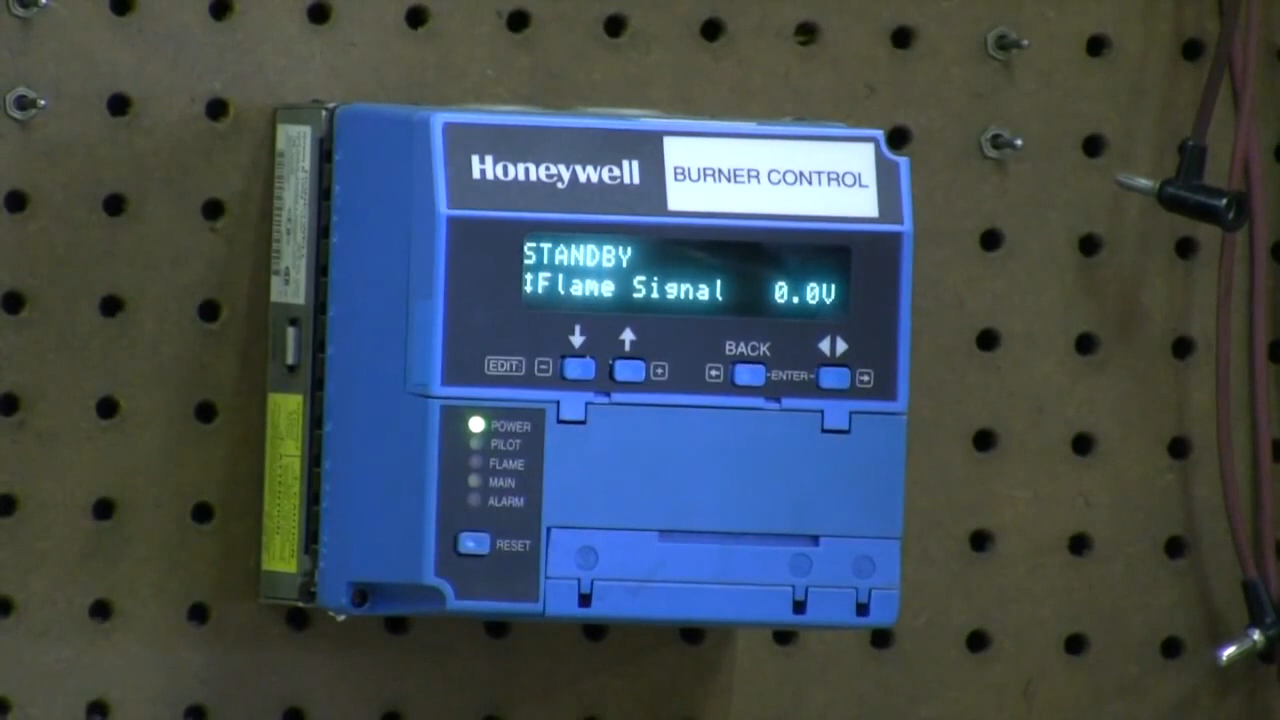 Honeywell
BURNER CONTROL
STANDBY
↕Flame Signal 0.0V
BACK
EDIT: - + ← -ENTER- →
POWER
PILOT
FLAME
MAIN
ALARM
RESET